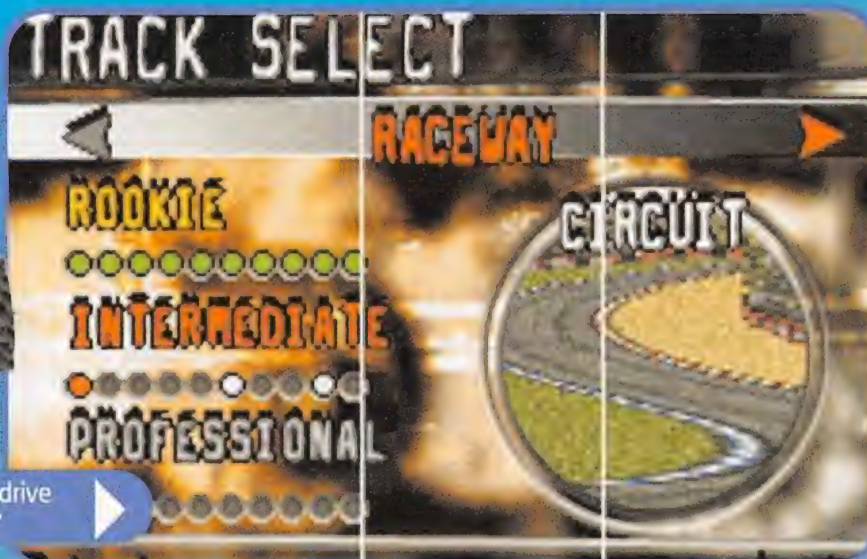 TRACK SELECT
RACEWAY
ROOKIE
CIRCUIT
INTERMEDIATE
PROFESSIONAL
drive